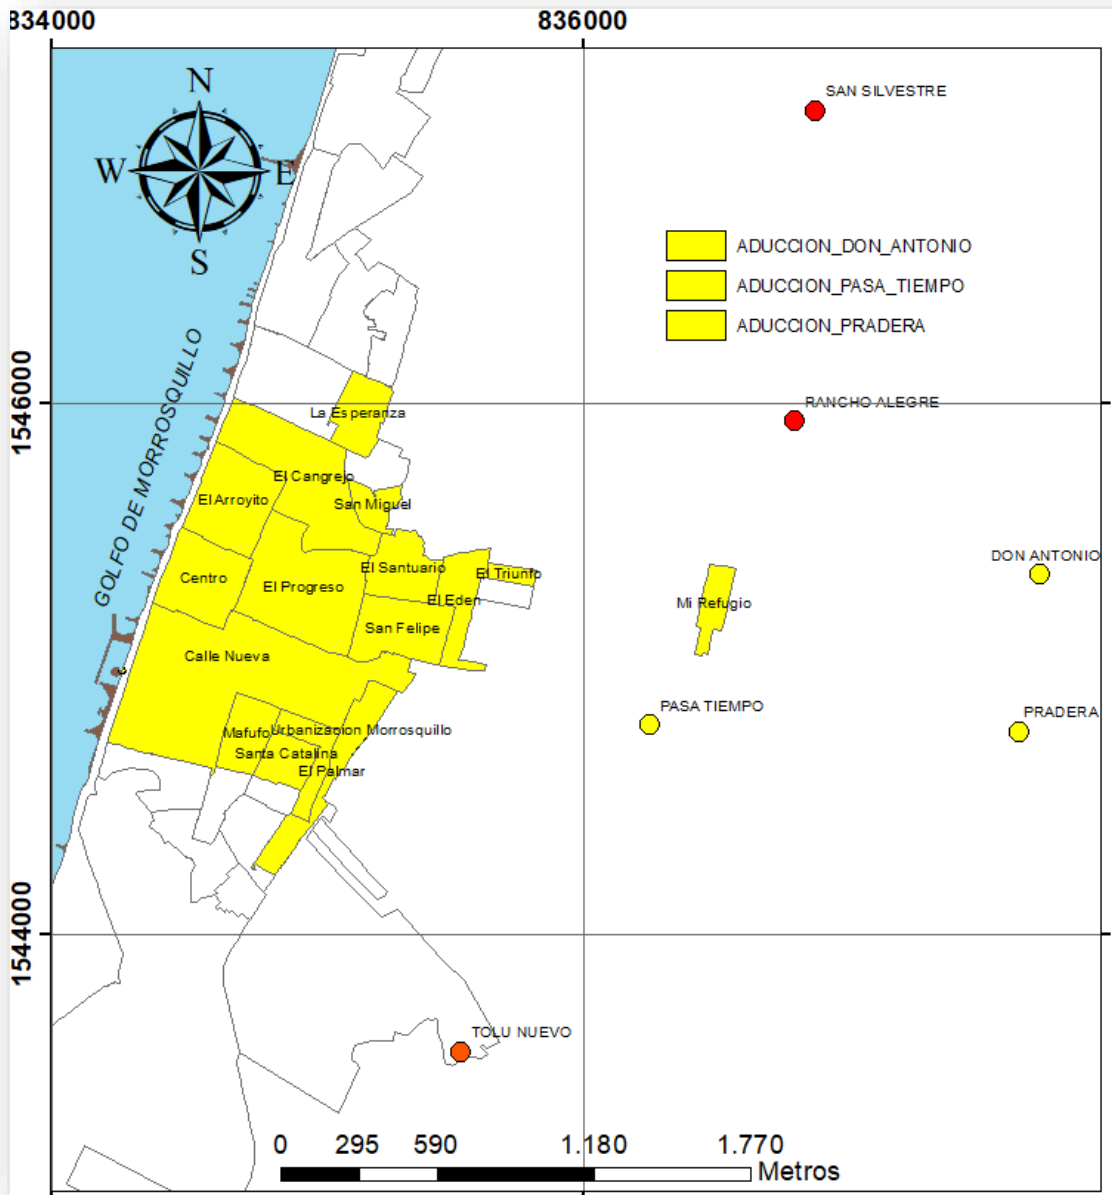 834000
836000
N
W
E
S
SAN SILVESTRE
ADUCCION_DON_ANTONIO
ADUCCION_PASA_TIEMPO
ADUCCION_PRADERA
GOLFO DE MORROSQUILLO
1546000
La Esperanza
RANCHO ALEGRE
El Cangrejo
El Arroyito
San Miguel
DON ANTONIO
El Santuario
El Triunfo
Centro
El Progreso
El Eden
Mi Refugio
San Felipe
Calle Nueva
PASA TIEMPO
PRADERA
Mafufo
Urbanizacion Morrosquillo
Santa Catalina
El Palmar
1544000
TOLU NUEVO
0 295 590 1.180 1.770
Metros